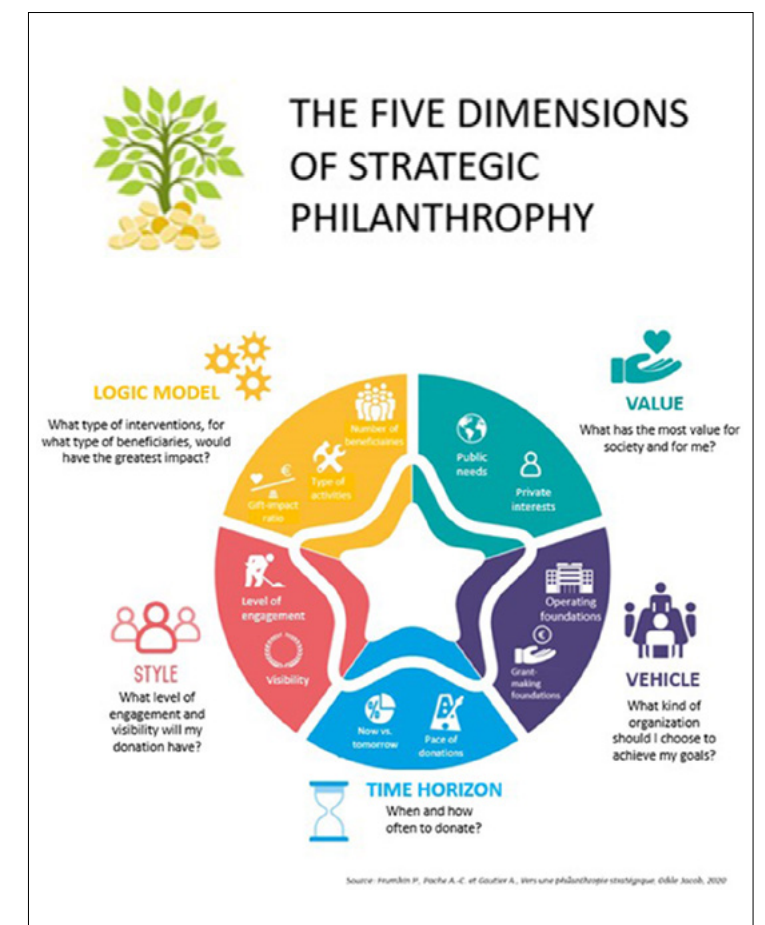 THE FIVE DIMENSIONS
OF STRATEGIC
PHILANTHROPHY
LOGIC MODEL
What type of interventions, for
what type of beneficiaries, would
have the greatest impact?
Number of
beneficiaines
Type of
activities
€
Gift-impact
ratio
VALUE
What has the most value for
society and for me?
Public
needs
Private
interests
Level of
engagement
Visibility
STYLE
What level of
engagement and
visibility will my
donation have?
Operating
foundations
€
Grant-
making
foundations
VEHICLE
What kind of
organization
should I choose to
achieve my goals?
%
Now vs.
tomorrow
Pace of
donations
TIME HORIZON
When and how
often to donate?
Source: Frumkin P., Pache A.-C. et Gautier A., Vers une philanthropie stratégique, Odile Jacob, 2020